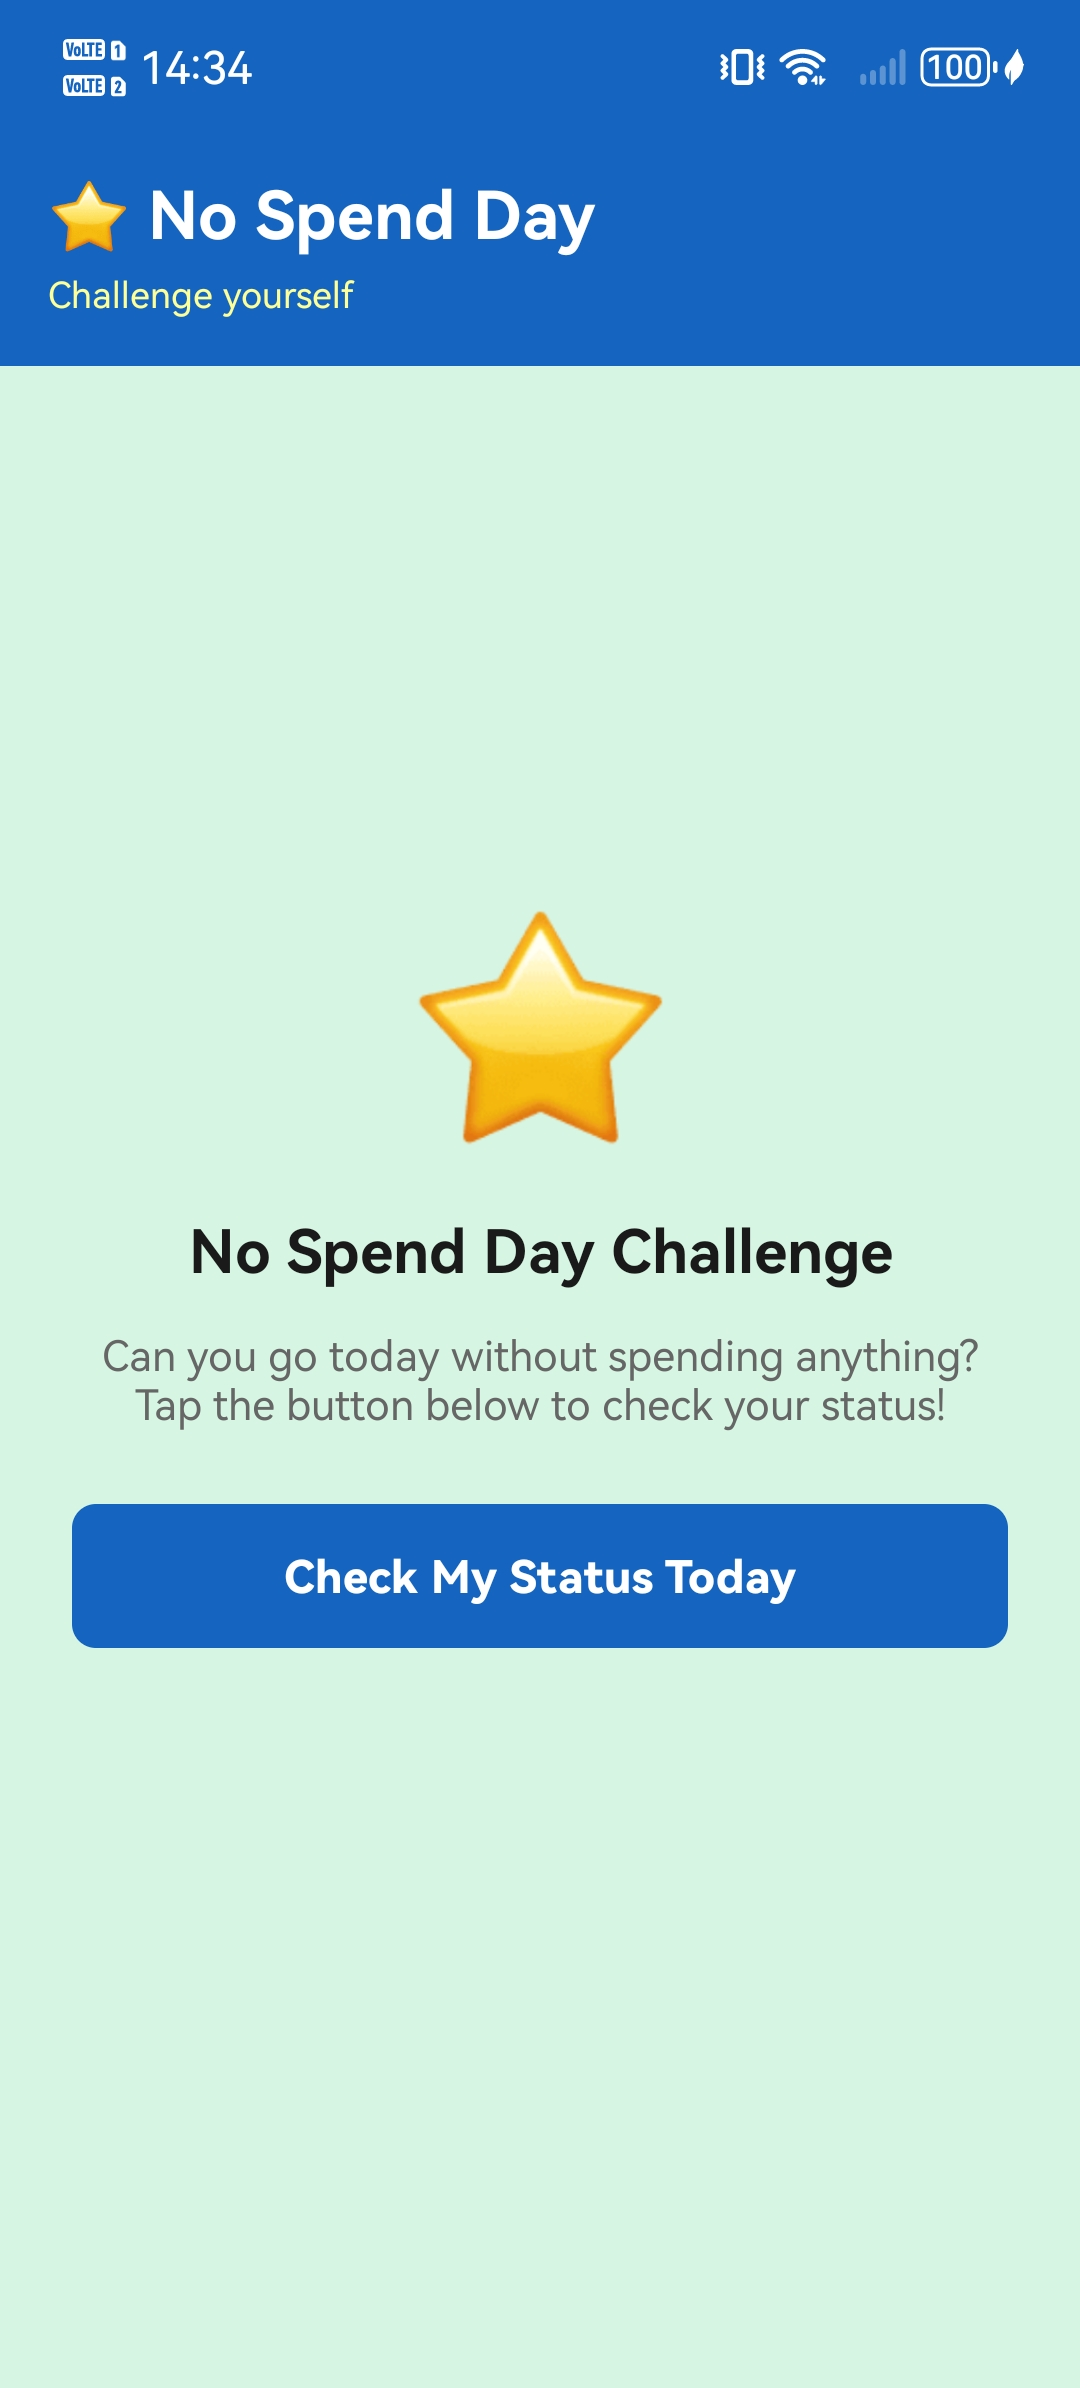 VoLTE 1
VoLTE 2
14:34
100
No Spend Day
Challenge yourself
No Spend Day Challenge
Can you go today without spending anything?
Tap the button below to check your status!
Check My Status Today